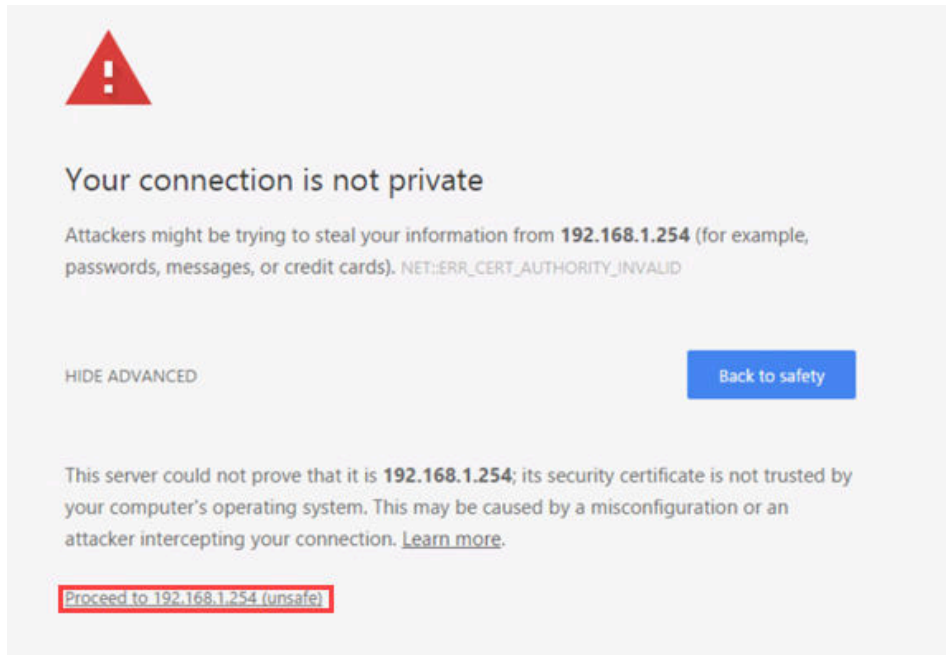 Your connection is not private
Attackers might be trying to steal your information from 192.168.1.254 (for example,
passwords, messages, or credit cards). NET::ERR_CERT_AUTHORITY_INVALID
HIDE ADVANCED
Back to safety
This server could not prove that it is 192.168.1.254; its security certificate is not trusted by
your computer's operating system. This may be caused by a misconfiguration or an
attacker intercepting your connection. Learn more.
Proceed to 192.168.1.254 (unsafe)